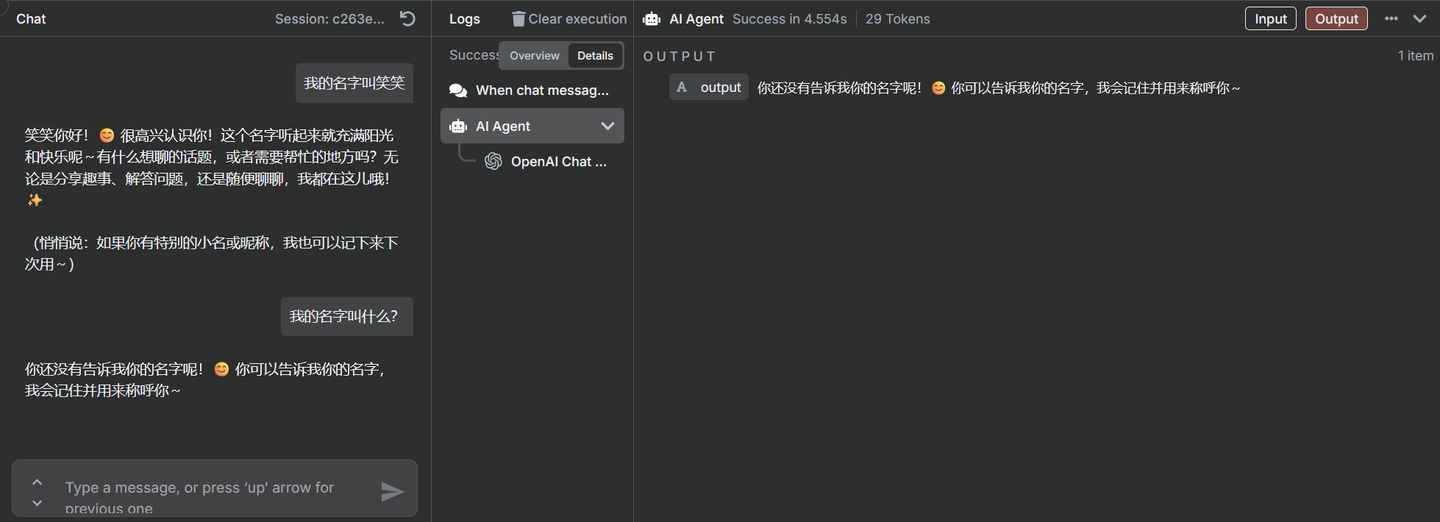 Chat
Session: c263e...
我的名字叫笑笑
笑笑你好！😊 很高兴认识你！这个名字听起来就充满阳光
和快乐呢～有什么想聊的话题，或者需要帮忙的地方吗？无
论是分享趣事、解答问题，还是随便聊聊，我都在这儿哦！
✨
（悄悄说：如果你有特别的小名或昵称，我也可以记下来下
次用～）
我的名字叫什么？
你还没有告诉我你的名字呢！😊 你可以告诉我你的名字，
我会记住并用来称呼你～
Type a message, or press ‘up’ arrow for
previous one
Logs
Clear execution
Success
Overview
Details
When chat messag...
AI Agent
OpenAI Chat ...
AI Agent
Success in 4.554s
29 Tokens
Input
Output
OUTPUT
1 item
A output
你还没有告诉我你的名字呢！😊 你可以告诉我你的名字，我会记住并用来称呼你～